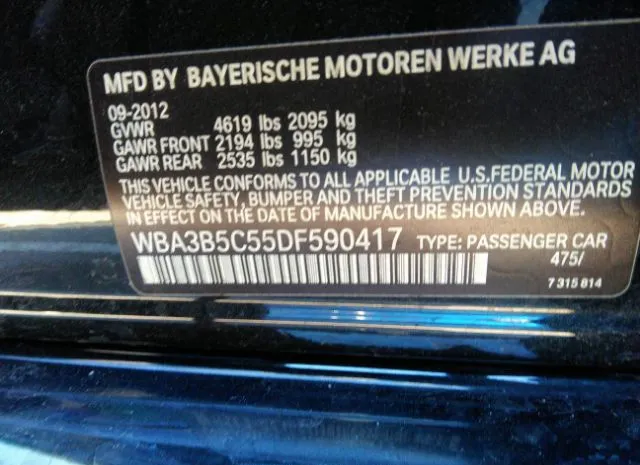 MFD BY BAYERISCHE MOTOREN WERKE AG
09-2012
GVWR 4619 lbs 2095 kg
GAWR FRONT 2194 lbs 995 kg
GAWR REAR 2535 lbs 1150 kg
THIS VEHICLE CONFORMS TO ALL APPLICABLE U.S.FEDERAL MOTOR
VEHICLE SAFETY, BUMPER AND THEFT PREVENTION STANDARDS
IN EFFECT ON THE DATE OF MANUFACTURE SHOWN ABOVE.
WBA3B5C55DF590417 TYPE: PASSENGER CAR
475/
7 315 814